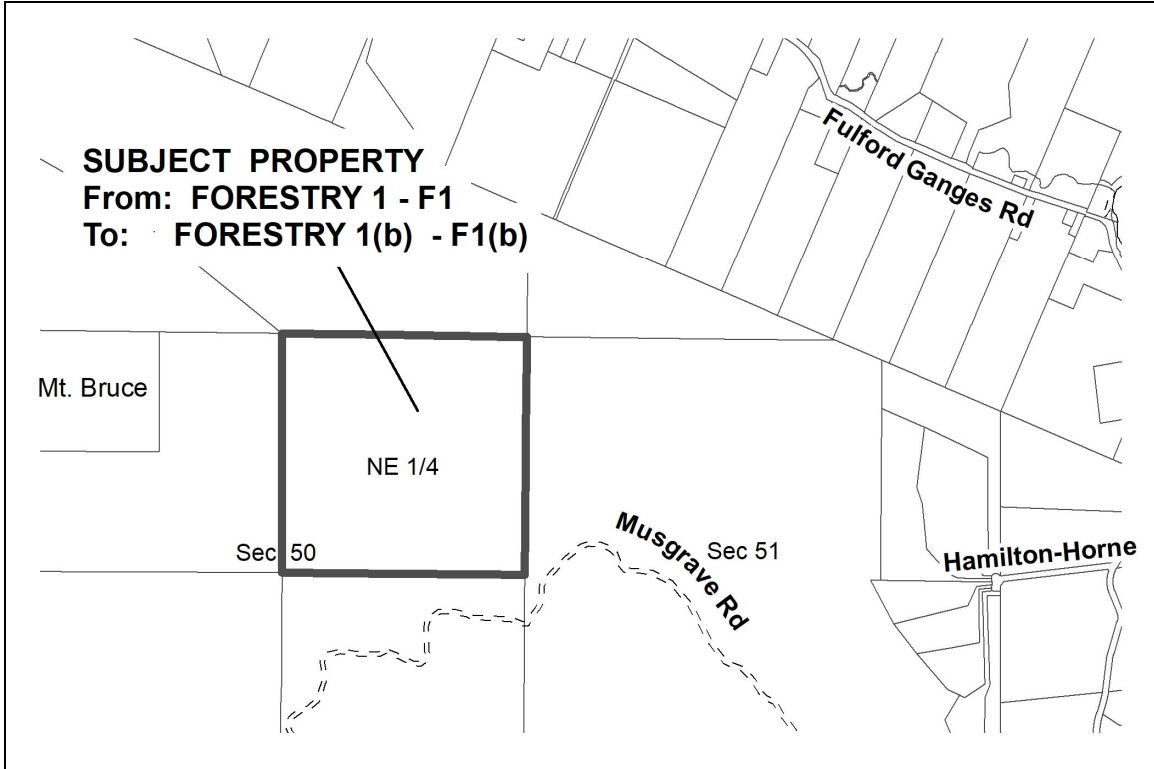 SUBJECT PROPERTY
From: FORESTRY 1 - F1
To: FORESTRY 1(b) - F1(b)
Fulford Ganges Rd
Mt. Bruce
NE 1/4
Sec 50
Musgrave Rd
Sec 51
Hamilton-Horne